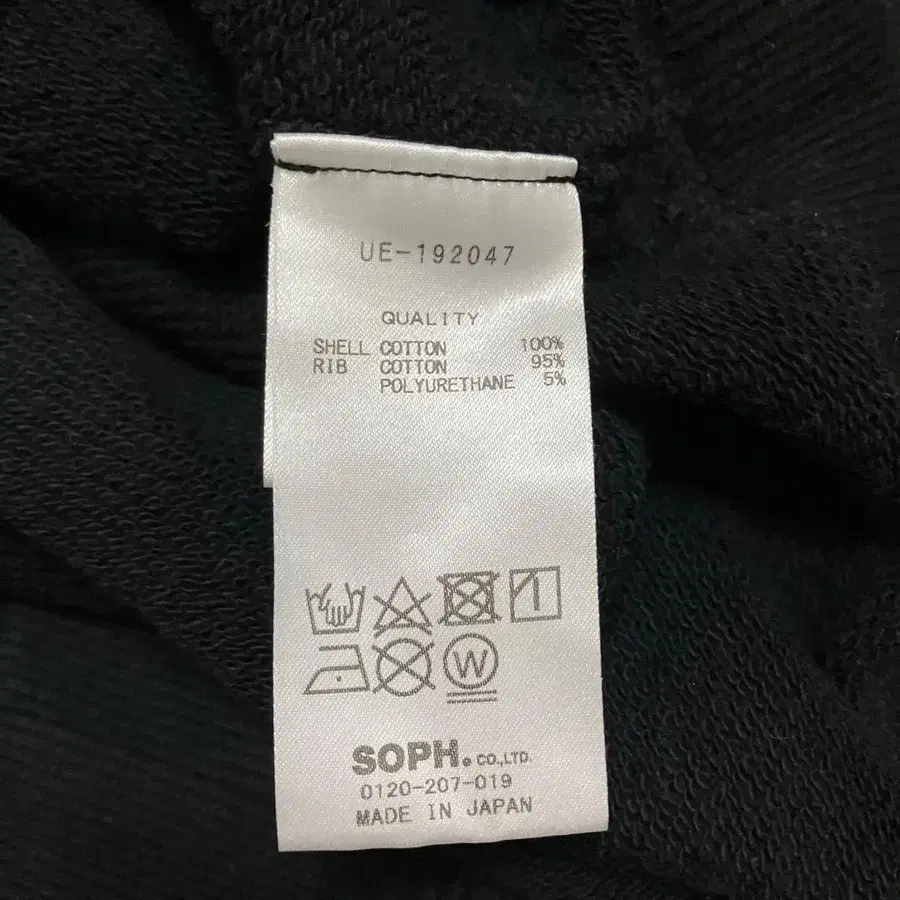 UE-192047
QUALITY
SHELL COTTON 100%
RIB COTTON 95%
POLYURETHANE 5%
W
SOPH. CO.,LTD.
0120-207-019
MADE IN JAPAN